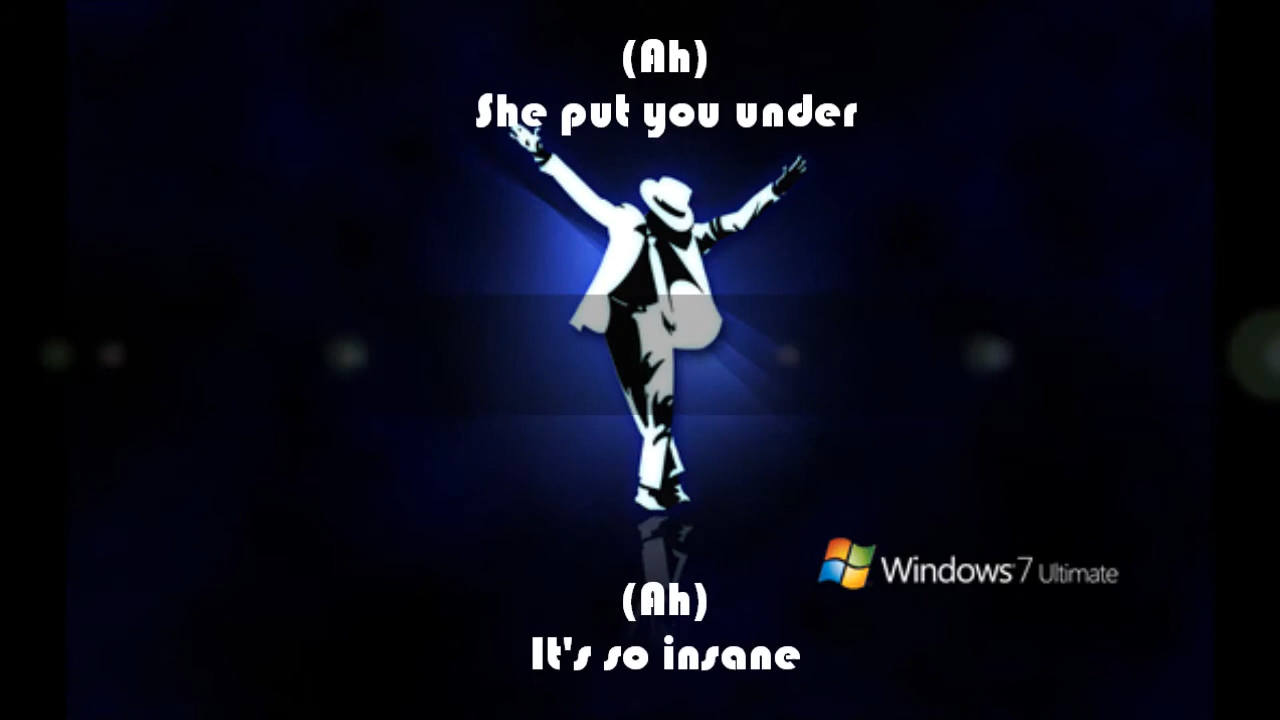 (Ah)
She put you under
Windows 7 Ultimate
(Ah)
It's so insane